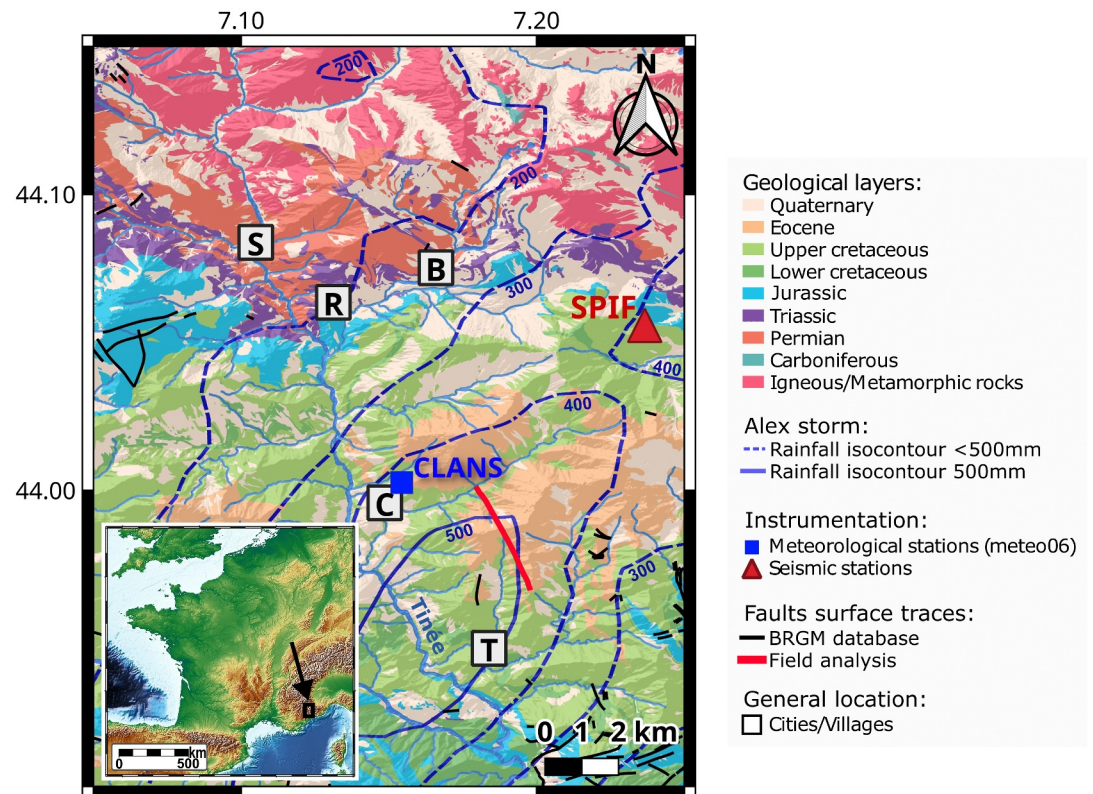 7.10
7.20
N
200
44.10
200
S
B
300
R
SPIF
400
400
CLANS
44.00
C
500
300
Tinée
T
0 1 2 km
km
0 500
Geological layers:
Quaternary
Eocene
Upper cretaceous
Lower cretaceous
Jurassic
Triassic
Permian
Carboniferous
Igneous/Metamorphic rocks
Alex storm:
Rainfall isocontour <500mm
Rainfall isocontour 500mm
Instrumentation:
Meteorological stations (meteo06)
Seismic stations
Faults surface traces:
BRGM database
Field analysis
General location:
Cities/Villages